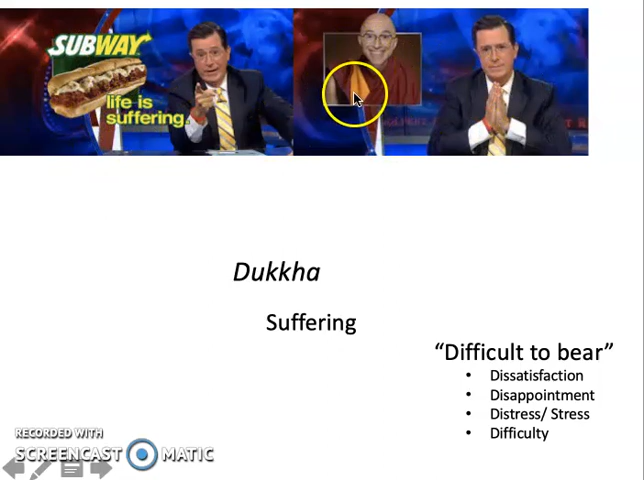 SUBWAY
life is
suffering
Dukkha
Suffering
“Difficult to bear”
• Dissatisfaction
• Disappointment
• Distress/ Stress
• Difficulty
RECORDED WITH
SCREENCAST MATIC